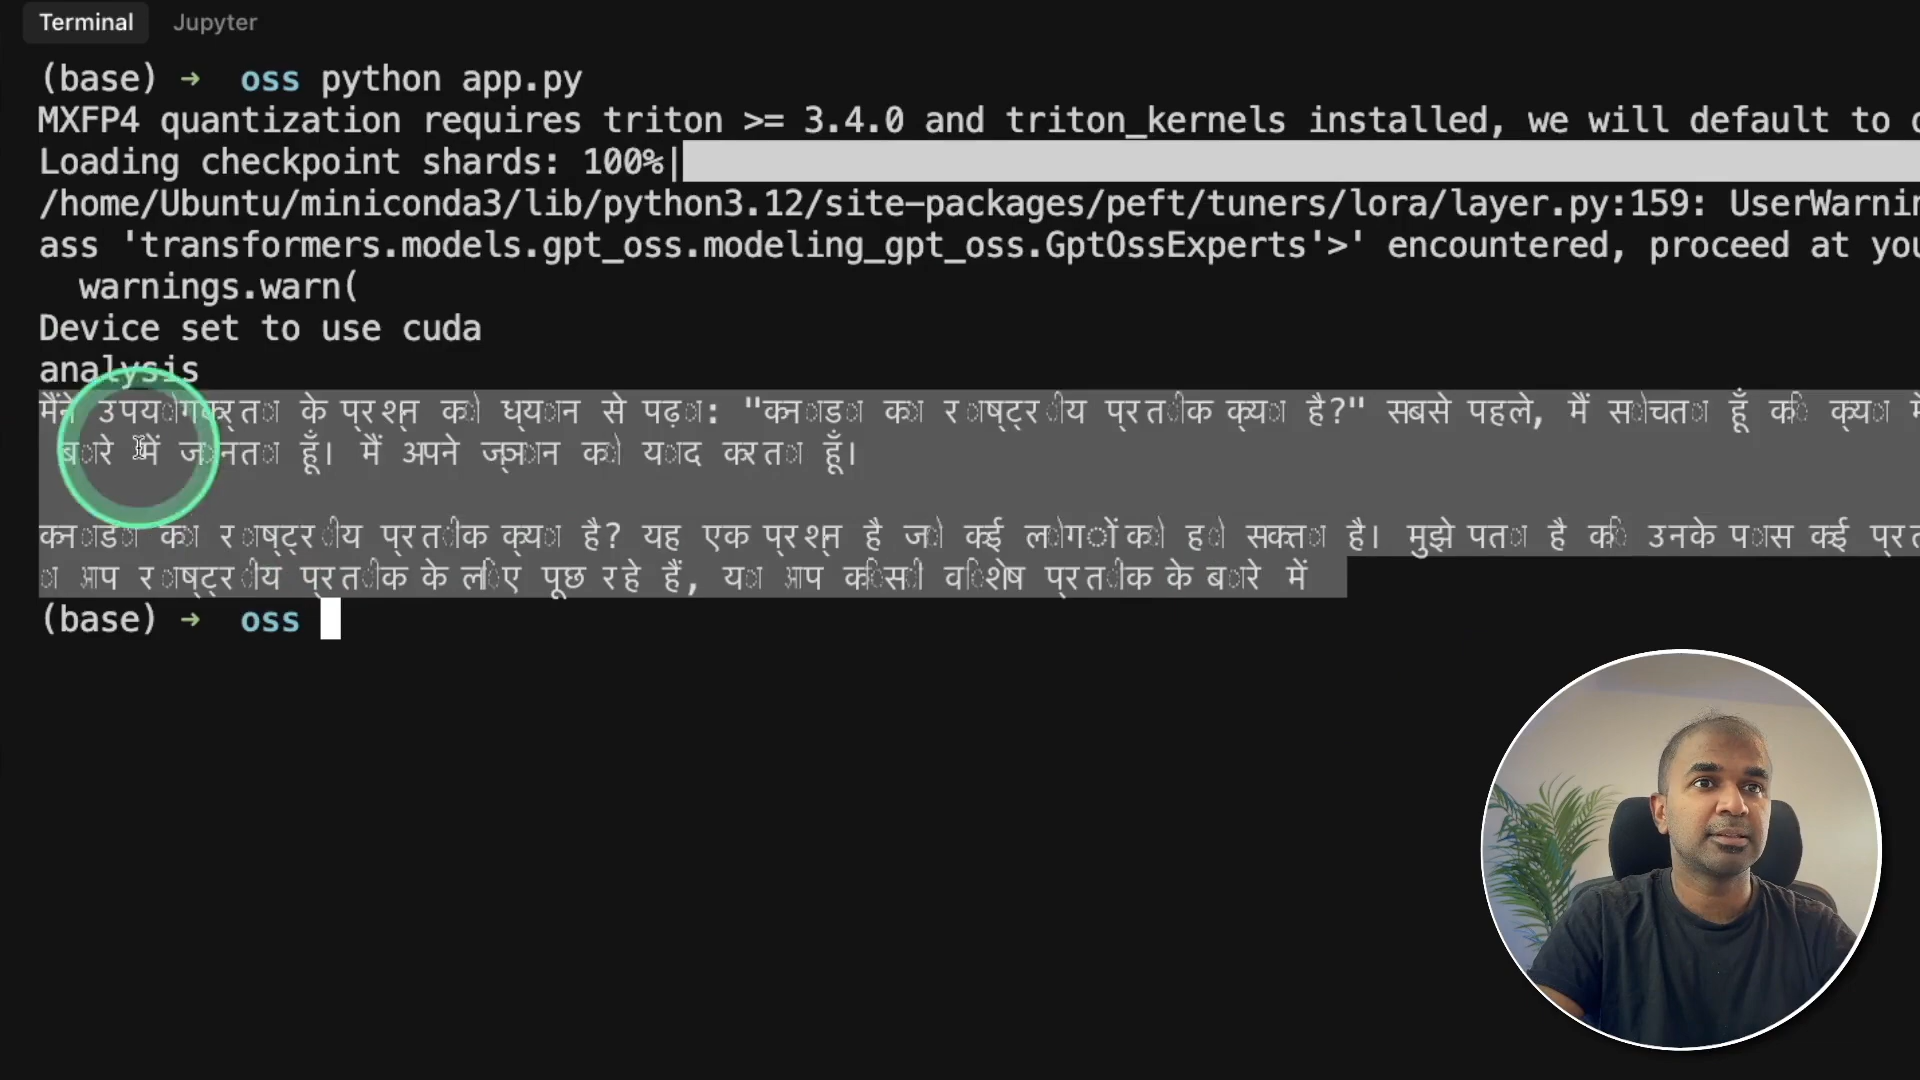 Terminal Jupyter
(base) → oss python app.py
MXFP4 quantization requires triton >= 3.4.0 and triton_kernels installed, we will default to
Loading checkpoint shards: 100%|
/home/Ubuntu/miniconda3/lib/python3.12/site-packages/peft/tuners/lora/layer.py:159: UserWarnin
ass 'transformers.models.gpt_oss.modeling_gpt_oss.GptOssExperts'>' encountered, proceed at you
warnings.warn(
Device set to use cuda
analysis
मैंने उपयोगकर्ता के प्रश्न को ध्यान से पढ़ा: "कनाडा का राष्ट्रीय प्रतीक क्या है?" सबसे पहले, मैं सोचता हूँ कि क्या
बारे में जानता हूँ। मैं अपने ज्ञान को याद करता हूँ।
कनाडा का राष्ट्रीय प्रतीक क्या है? यह एक प्रश्न है जो कई लोगों को हो सकता है। मुझे पता है कि उनके पास कई प्रत
ा आप राष्ट्रीय प्रतीक के लिए पूछ रहे हैं, या आप किसी विशेष प्रतीक के बारे में
(base) → oss